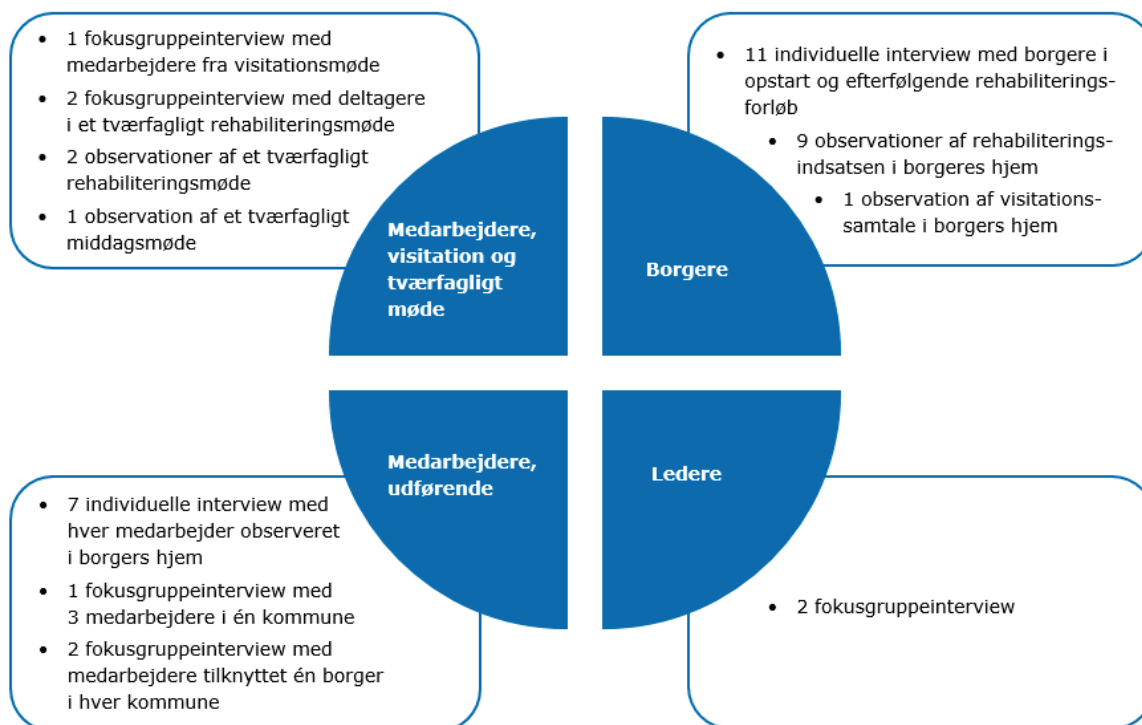 • 1 fokusgruppeinterview med
medarbejdere fra visitationsmøde
• 2 fokusgruppeinterview med deltagere
i et tværfagligt rehabiliteringsmøde
• 2 observationer af et tværfagligt
rehabiliteringsmøde
• 1 observation af et tværfagligt
middagsmøde
Medarbejdere,
visitation og
tværfagligt
møde
• 11 individuelle interview med borgere i
opstart og efterfølgende rehabiliterings-
forløb
• 9 observationer af rehabiliterings-
indsatsen i borgeres hjem
• 1 observation af visitations-
samtale i borgers hjem
Borgere
Medarbejdere,
udførende
• 7 individuelle interview med
hver medarbejder observeret
i borgers hjem
• 1 fokusgruppeinterview med
3 medarbejdere i én kommune
• 2 fokusgruppeinterview med
medarbejdere tilknyttet én borger
i hver kommune
Ledere
• 2 fokusgruppeinterview